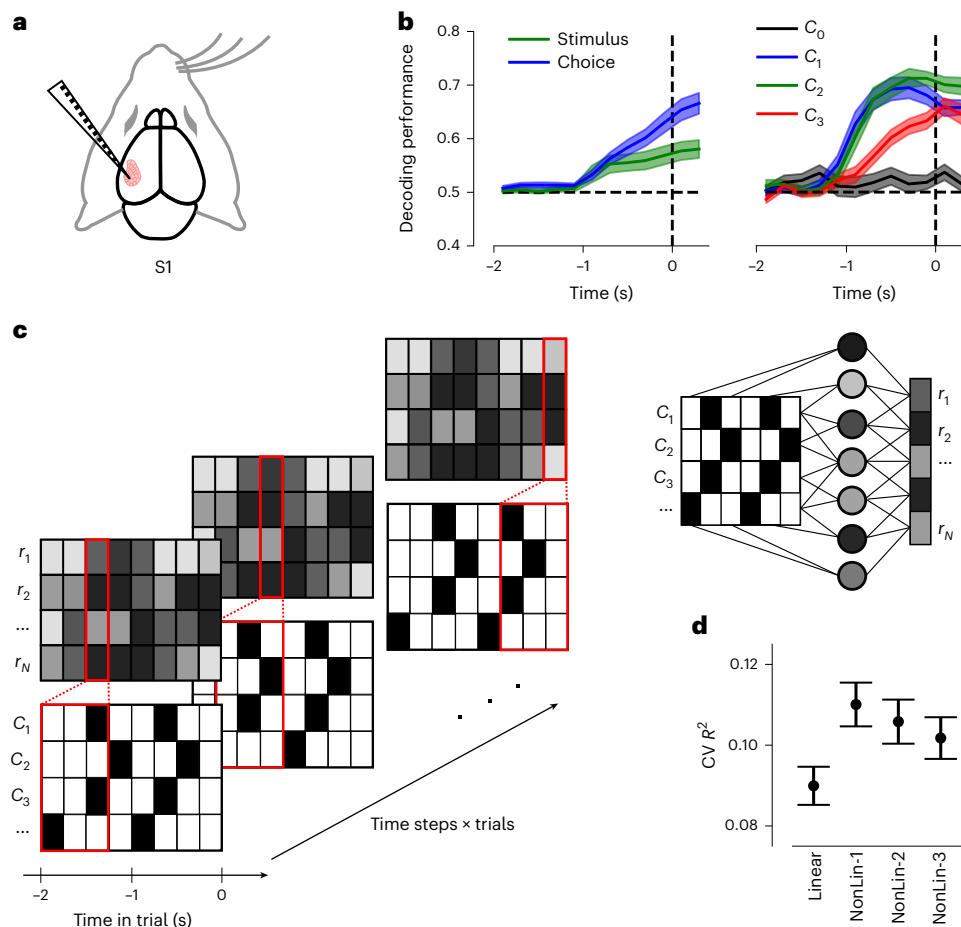 a
S1
b
Decoding performance
0.8
0.7
0.6
0.5
0.4
Stimulus
Choice
−2
−1
0
Time (s)
C0
C1
C2
C3
−2
−1
0
Time (s)
c
r1
r2
...
rN
C1
C2
C3
...
−2
−1
0
Time in trial (s)
Time steps × trials
C1
C2
C3
...
r1
r2
...
rN
d
CV R²
0.12
0.10
0.08
Linear
NonLin-1
NonLin-2
NonLin-3